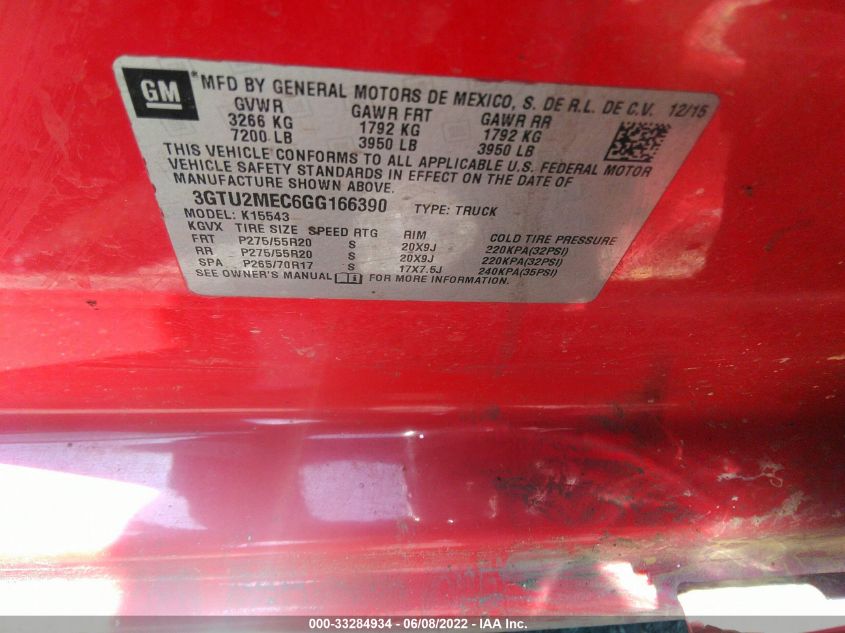 GM
*MFD BY GENERAL MOTORS DE MEXICO, S. DE R.L. DE C.V. 12/15
GVWR GAWR FRT GAWR RR
3266 KG 1792 KG 1792 KG
7200 LB 3950 LB 3950 LB
THIS VEHICLE CONFORMS TO ALL APPLICABLE U.S. FEDERAL MOTOR
VEHICLE SAFETY STANDARDS IN EFFECT ON THE DATE OF
MANUFACTURE SHOWN ABOVE.
3GTU2MEC6GG166390 TYPE: TRUCK
MODEL: K15543
KGVX TIRE SIZE SPEED RTG RIM COLD TIRE PRESSURE
FRT P275/55R20 S 20X9J 220KPA(32PSI)
RR P275/55R20 S 20X9J 220KPA(32PSI)
SPA P265/70R17 S 17X7.5J 240KPA(35PSI)
SEE OWNER'S MANUAL FOR MORE INFORMATION.
000-33284934 - 06/08/2022 - IAA Inc.